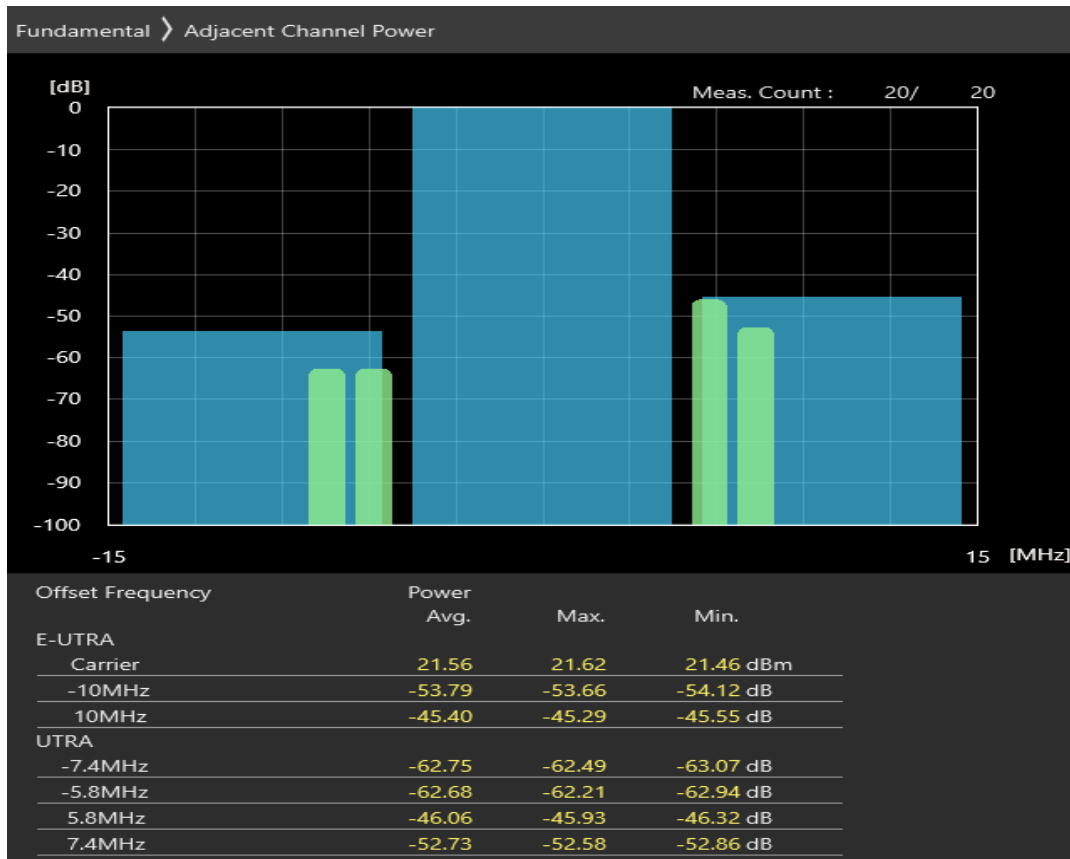 Fundamental ❯ Adjacent Channel Power
[dB]
Meas. Count : 20/ 20
0
-10
-20
-30
-40
-50
-60
-70
-80
-90
-100
-15 15 [MHz]
Offset Frequency Power
Avg. Max. Min.
E-UTRA
Carrier 21.56 21.62 21.46 dBm
-10MHz -53.79 -53.66 -54.12 dB
10MHz -45.40 -45.29 -45.55 dB
UTRA
-7.4MHz -62.75 -62.49 -63.07 dB
-5.8MHz -62.68 -62.21 -62.94 dB
5.8MHz -46.06 -45.93 -46.32 dB
7.4MHz -52.73 -52.58 -52.86 dB